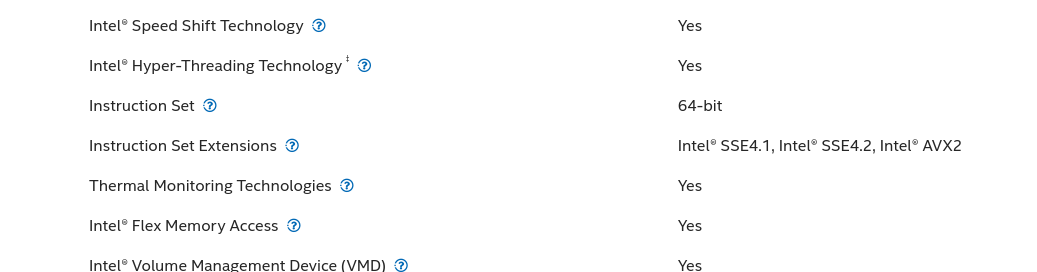 Intel® Speed Shift Technology Yes
Intel® Hyper-Threading Technology ‡ Yes
Instruction Set 64-bit
Instruction Set Extensions Intel® SSE4.1, Intel® SSE4.2, Intel® AVX2
Thermal Monitoring Technologies Yes
Intel® Flex Memory Access Yes
Intel® Volume Management Device (VMD) Yes